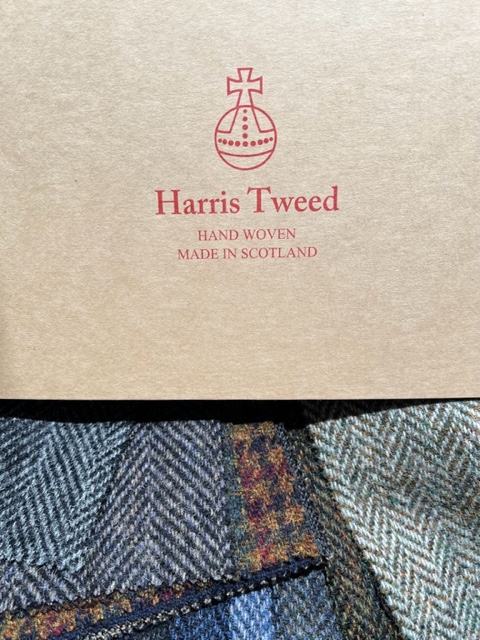 Harris Tweed
HAND WOVEN
MADE IN SCOTLAND